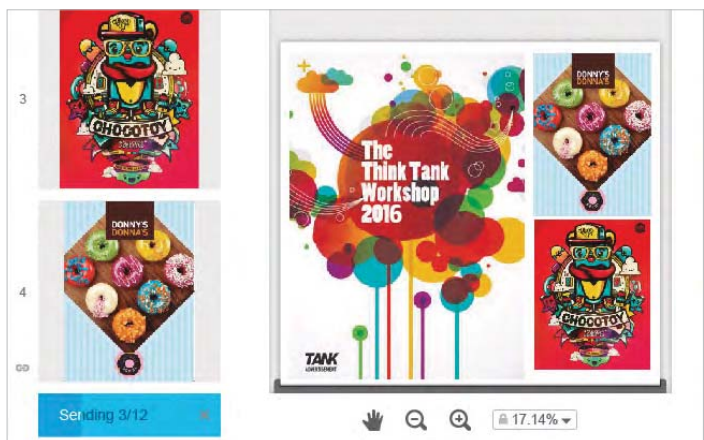 3
CHOCOTOY
4
DONNY'S
DONNA'S
Sending 3/12
The
Think Tank
Workshop
2016
TANK
ADVERTISEMENT
DONNY'S
DONNA'S
CHOCOTOY
17.14%